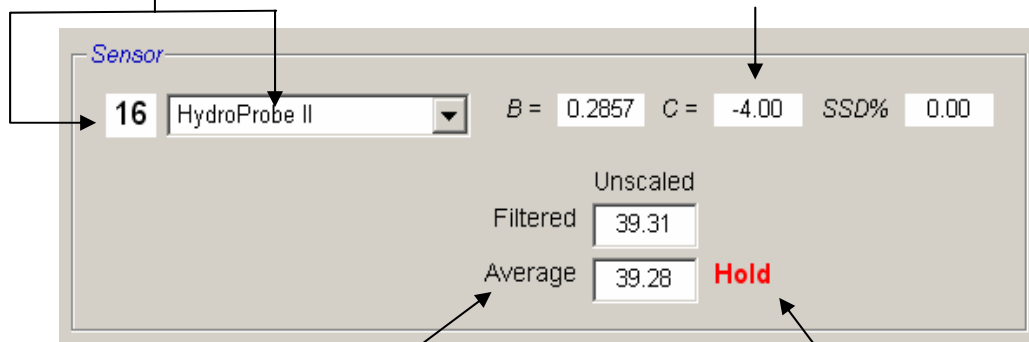 Sensor
16 HydroProbe II B = 0.2857 C = -4.00 SSD% 0.00
Unscaled
Filtered 39.31
Average 39.28 Hold